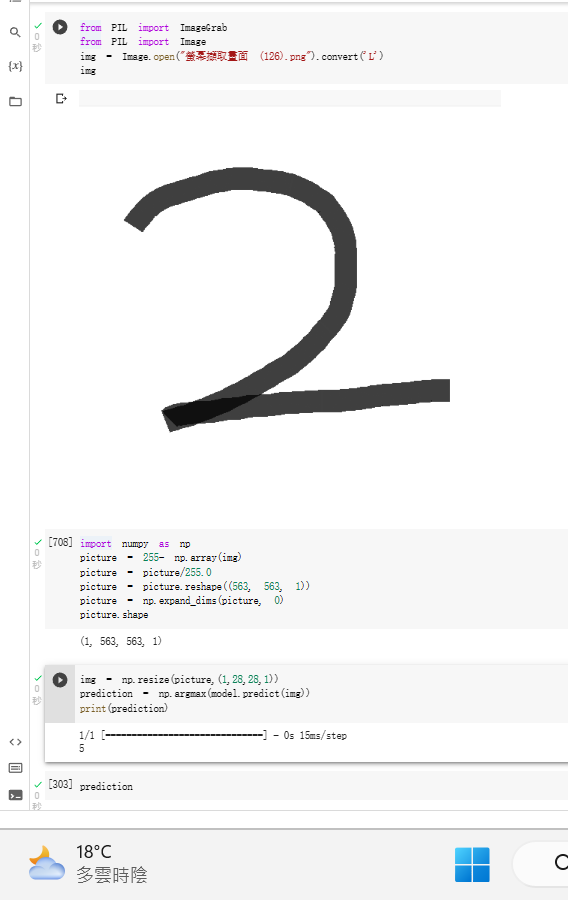 from PIL import ImageGrab
from PIL import Image
img = Image.open("螢幕擷取畫面 (126).png").convert('L')
img
0
秒
{x}
2
[708]
import numpy as np
picture = 255- np.array(img)
picture = picture/255.0
picture = picture.reshape((563, 563, 1))
picture = np.expand_dims(picture, 0)
picture.shape
0
秒
(1, 563, 563, 1)
img = np.resize(picture,(1,28,28,1))
prediction = np.argmax(model.predict(img))
print(prediction)
0
秒
1/1 [==============================] - 0s 15ms/step
5
[303]
prediction
0
秒
18°C
多雲時陰